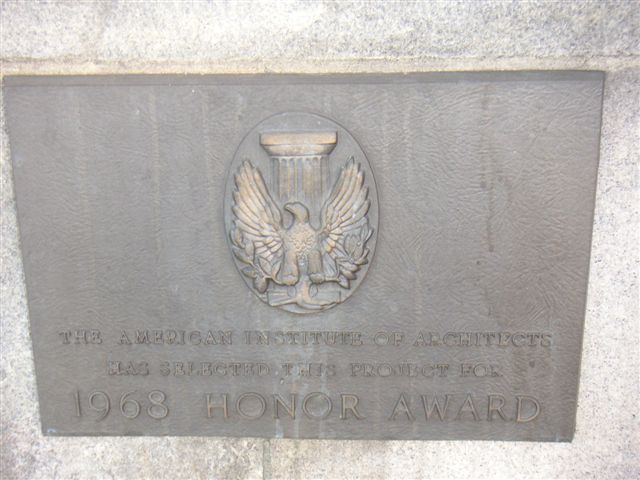 THE AMERICAN INSTITUTE OF ARCHITECTS
HAS SELECTED THIS PROJECT FOR
1968 HONOR AWARD